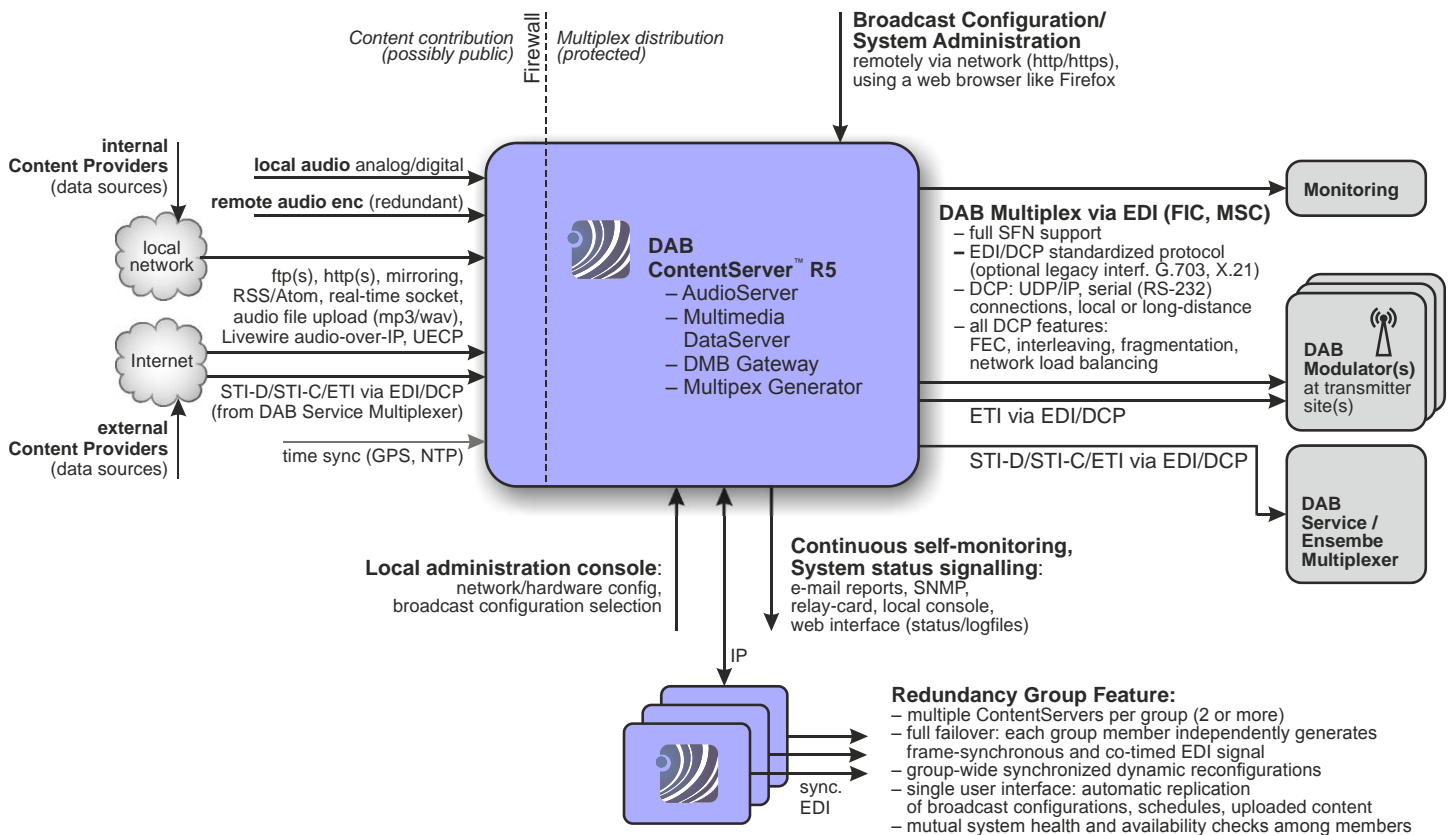 Content contribution
(possibly public)
Firewall
Multiplex distribution
(protected)
Broadcast Configuration/
System Administration
remotely via network (http/https),
using a web browser like Firefox
internal
Content Providers
(data sources)
local
network
local audio analog/digital
remote audio enc (redundant)
ftp(s), http(s), mirroring,
RSS/Atom, real-time socket,
audio file upload (mp3/wav),
Livewire audio-over-IP, UECP
Internet
STI-D/STI-C/ETI via EDI/DCP
(from DAB Service Multiplexer)
external
Content Providers
(data sources)
time sync (GPS, NTP)
DAB
ContentServer™ R5
– AudioServer
– Multimedia
DataServer
– DMB Gateway
– Multipex Generator
Monitoring
DAB Multiplex via EDI (FIC, MSC)
– full SFN support
– EDI/DCP standardized protocol
(optional legacy interf. G.703, X.21)
– DCP: UDP/IP, serial (RS-232)
connections, local or long-distance
– all DCP features:
FEC, interleaving, fragmentation,
network load balancing
DAB
Modulator(s)
at transmitter
site(s)
ETI via EDI/DCP
STI-D/STI-C/ETI via EDI/DCP
DAB
Service /
Ensembe
Multiplexer
Local administration console:
network/hardware config,
broadcast configuration selection
Continuous self-monitoring,
System status signalling:
e-mail reports, SNMP,
relay-card, local console,
web interface (status/logfiles)
IP
sync.
EDI
Redundancy Group Feature:
– multiple ContentServers per group (2 or more)
– full failover: each group member independently generates
frame-synchronous and co-timed EDI signal
– group-wide synchronized dynamic reconfigurations
– single user interface: automatic replication
of broadcast configurations, schedules, uploaded content
– mutual system health and availability checks among members